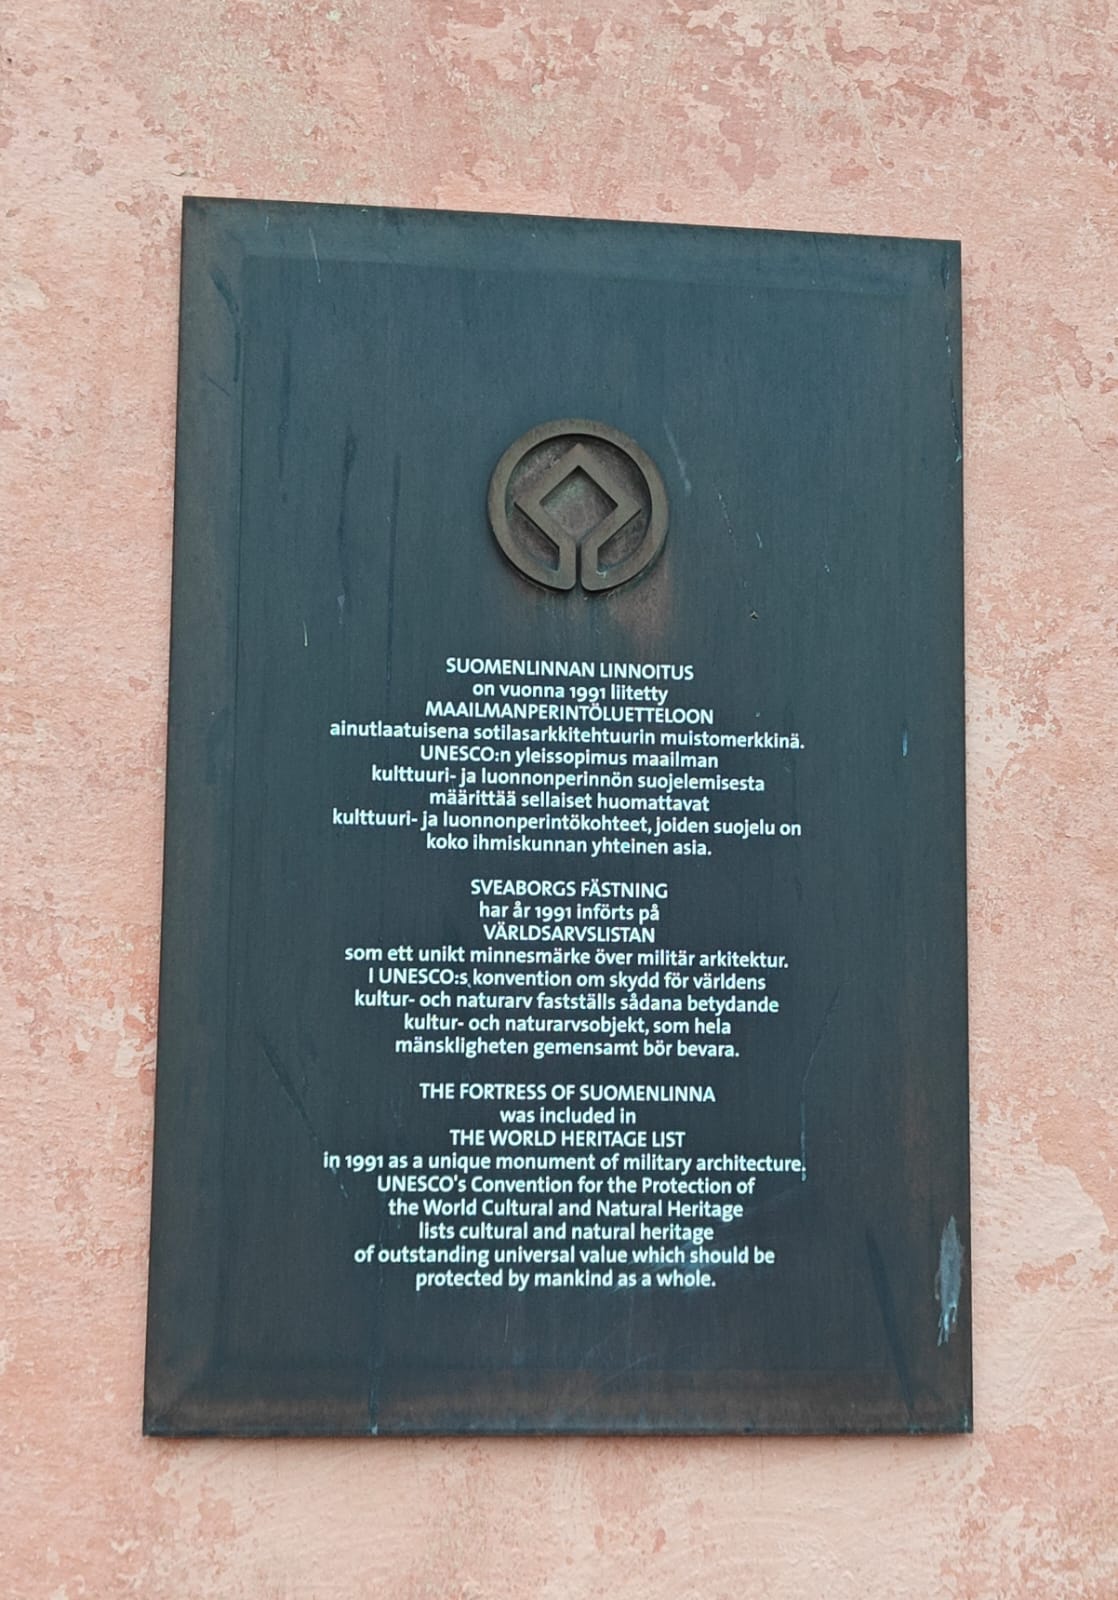 SUOMENLINNAN LINNOITUS
on vuonna 1991 liitetty
MAAILMANPERINTÖLUETTELOON
ainutlaatuisena sotilasarkkitehtuurin muistomerkkinä.
UNESCO:n yleissopimus maailman
kulttuuri- ja luonnonperinnön suojelemisesta
määrittää sellaiset huomattavat
kulttuuri- ja luonnonperintökohteet, joiden suojelu on
koko ihmiskunnan yhteinen asia.
SVEABORGS FÄSTNING
har år 1991 införts på
VÄRLDSARVSLISTAN
som ett unikt minnesmärke över militär arkitektur.
I UNESCO:s konvention om skydd för världens
kultur- och naturarv fastställs sådana betydande
kultur- och naturarvsobjekt, som hela
mänskligheten gemensamt bör bevara.
THE FORTRESS OF SUOMENLINNA
was included in
THE WORLD HERITAGE LIST
in 1991 as a unique monument of military architecture.
UNESCO's Convention for the Protection of
the World Cultural and Natural Heritage
lists cultural and natural heritage
of outstanding universal value which should be
protected by mankind as a whole.